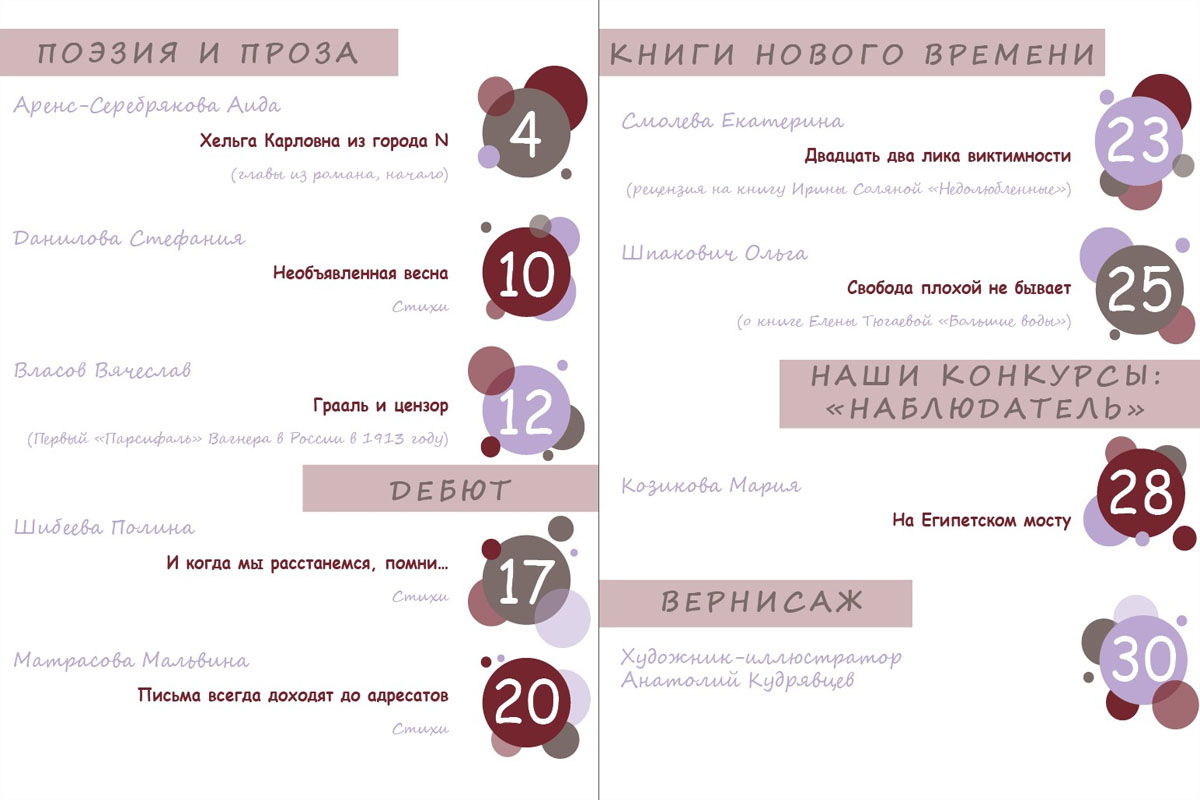 ПОЭЗИЯ И ПРОЗА
Аренс-Серебрякова Аида
Хельга Карловна из города N
(главы из романа, начало)
4
Данилова Стефания
Необъявленная весна
Стихи
10
Власов Вячеслав
Грааль и цензор
(Первый «Парсифаль» Вагнера в России в 1913 году)
12
ДЕБЮТ
Шибеева Полина
И когда мы расстанемся, помни...
Стихи
17
Матрасова Мальвина
Письма всегда доходят до адресатов
Стихи
20
КНИГИ НОВОГО ВРЕМЕНИ
Смолева Екатерина
Двадцать два лика виктимности
(рецензия на книгу Ирины Соляной «Недолюбленные»)
23
Шпакович Ольга
Свобода плохой не бывает
(о книге Елены Тюгаевой «Большие воды»)
25
НАШИ КОНКУРСЫ:
«НАБЛЮДАТЕЛЬ»
Козикова Мария
На Египетском мосту
28
ВЕРНИСАЖ
Художник-иллюстратор
Анатолий Кудрявцев
30